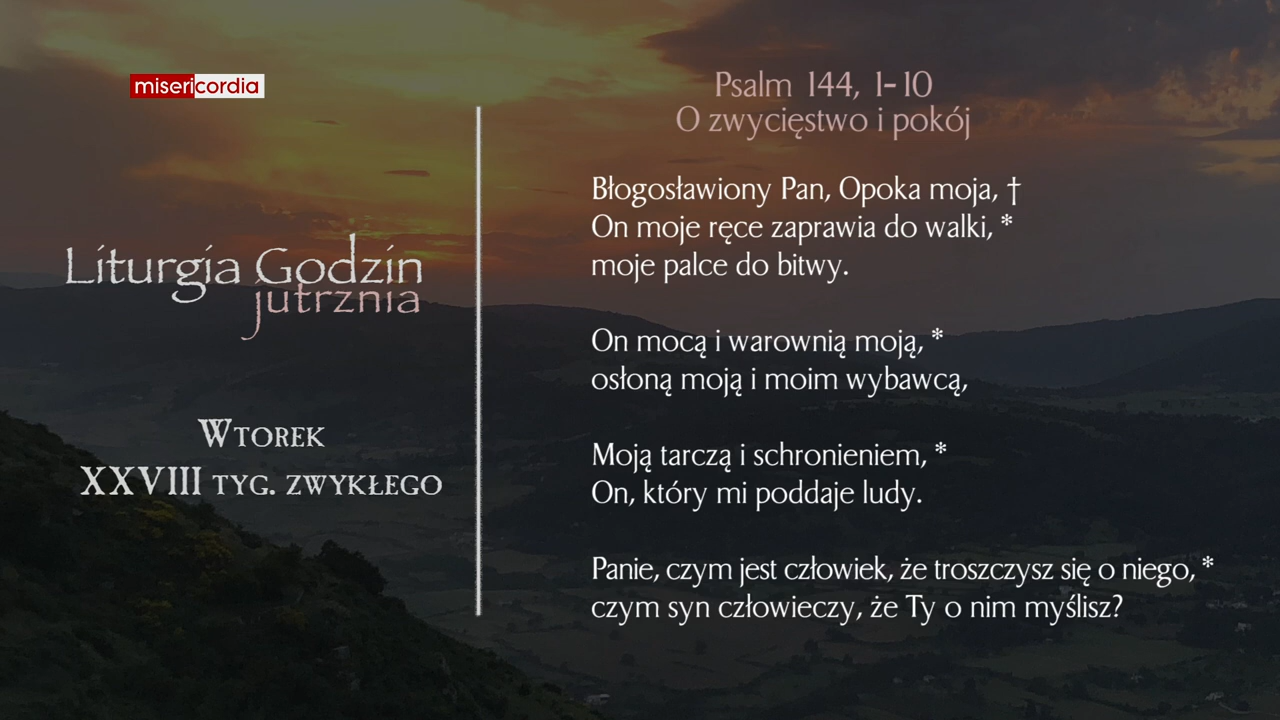 misericordia
Liturgia Godzin
jutrznia
Wtorek
XXVIII tyg. zwykłego
Psalm 144, 1-10
O zwycięstwo i pokój
Błogosławiony Pan, Opoka moja, †
On moje ręce zaprawia do walki, *
moje palce do bitwy.
On mocą i warownią moją, *
osłoną moją i moim wybawcą,
Moją tarczą i schronieniem, *
On, który mi poddaje ludy.
Panie, czym jest człowiek, że troszczysz się o niego, *
czym syn człowieczy, że Ty o nim myślisz?